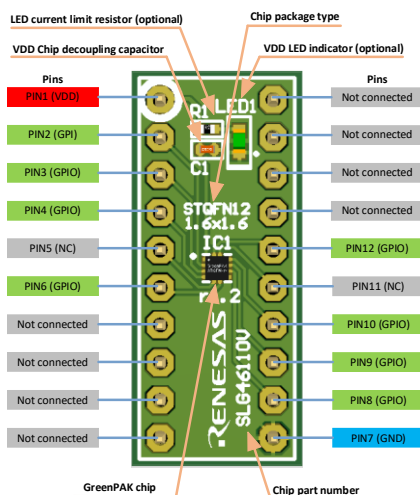 LED current limit resistor (optional)
Chip package type
VDD Chip decoupling capacitor
VDD LED indicator (optional)
Pins
Pins
PIN1 (VDD)
Not connected
PIN2 (GPI)
Not connected
PIN3 (GPIO)
Not connected
PIN4 (GPIO)
Not connected
PIN5 (NC)
PIN12 (GPIO)
PIN6 (GPIO)
PIN11 (NC)
Not connected
PIN10 (GPIO)
Not connected
PIN9 (GPIO)
Not connected
PIN8 (GPIO)
Not connected
PIN7 (GND)
R1
LED1
C1
STQFN12
1.6x1.6
IC1
RENESAS
SLG46110V
GreenPAK chip
Chip part number